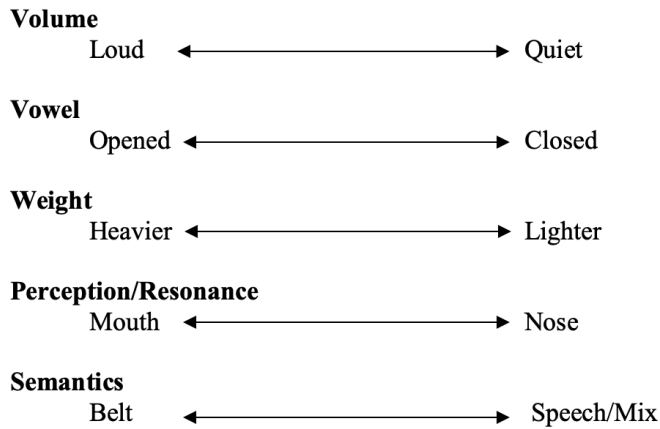 Volume
Loud Quiet
Vowel
Opened Closed
Weight
Heavier Lighter
Perception/Resonance
Mouth Nose
Semantics
Belt Speech/Mix